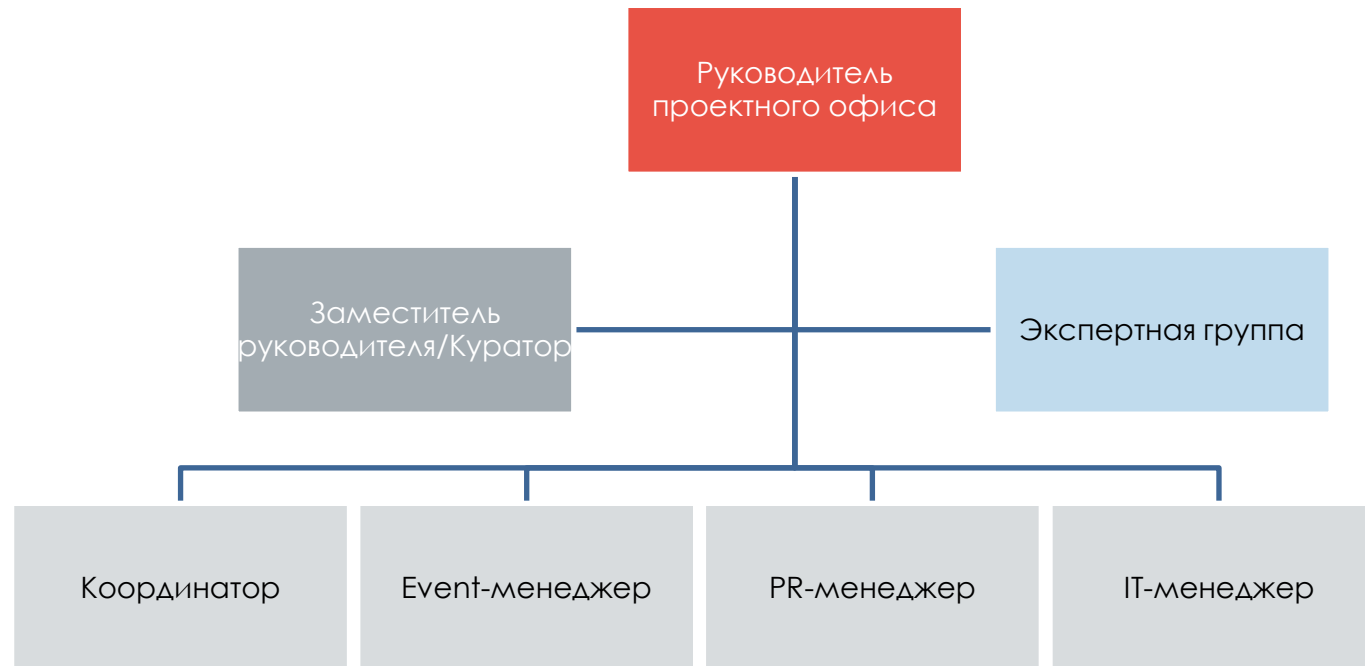 Руководитель
проектного офиса
Заместитель
руководителя/Куратор
Экспертная группа
Координатор
Event-менеджер
PR-менеджер
IT-менеджер